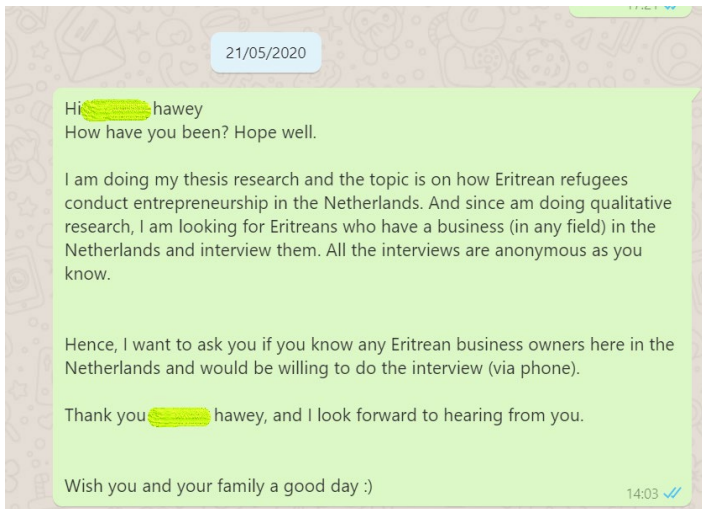 17:21
21/05/2020
Hi hawey
How have you been? Hope well.
I am doing my thesis research and the topic is on how Eritrean refugees
conduct entrepreneurship in the Netherlands. And since am doing qualitative
research, I am looking for Eritreans who have a business (in any field) in the
Netherlands and interview them. All the interviews are anonymous as you
know.
Hence, I want to ask you if you know any Eritrean business owners here in the
Netherlands and would be willing to do the interview (via phone).
Thank you hawey, and I look forward to hearing from you.
Wish you and your family a good day :)
14:03